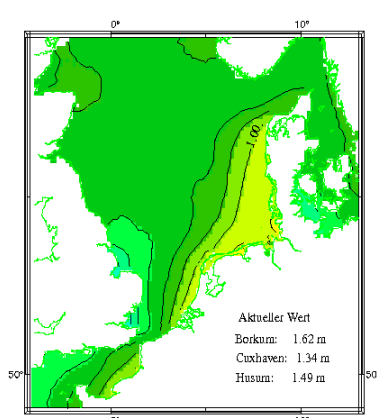 0° 10°
1.00
Aktueller Wert
Borkum: 1.62 m
Cuxhaven: 1.34 m
Husum: 1.49 m
50° 50